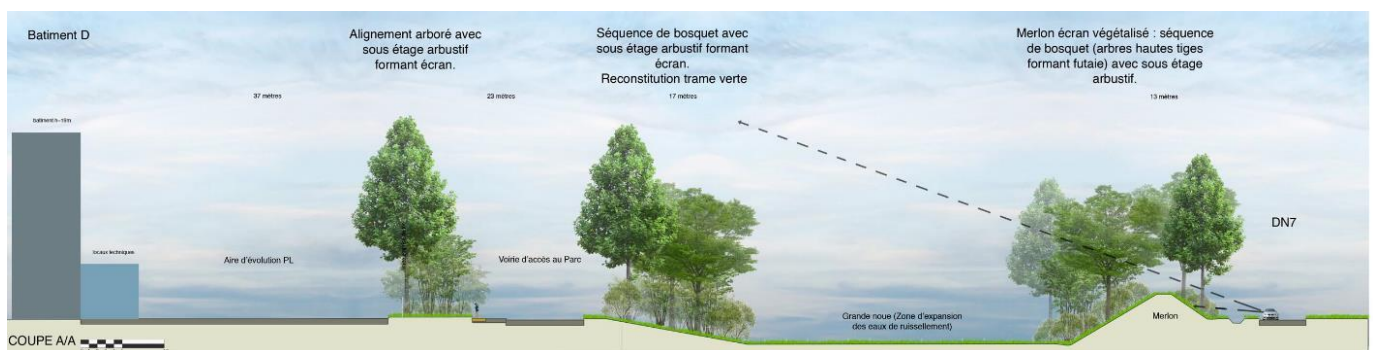 Batiment D
Alignement arboré avec
sous étage arbustif
formant écran.
Séquence de bosquet avec
sous étage arbustif formant
écran.
Reconstitution trame verte
Merlon écran végétalisé : séquence
de bosquet (arbres hautes tiges
formant futaie) avec sous étage
arbustif.
37 mètres
23 mètres
17 mètres
13 mètres
DN7
locaux techniques
Aire d'évolution PL
Voirie d'accès au Parc
Grande noue (Zone d'expansion
des eaux de ruissellement)
Merlon
COUPE A/A